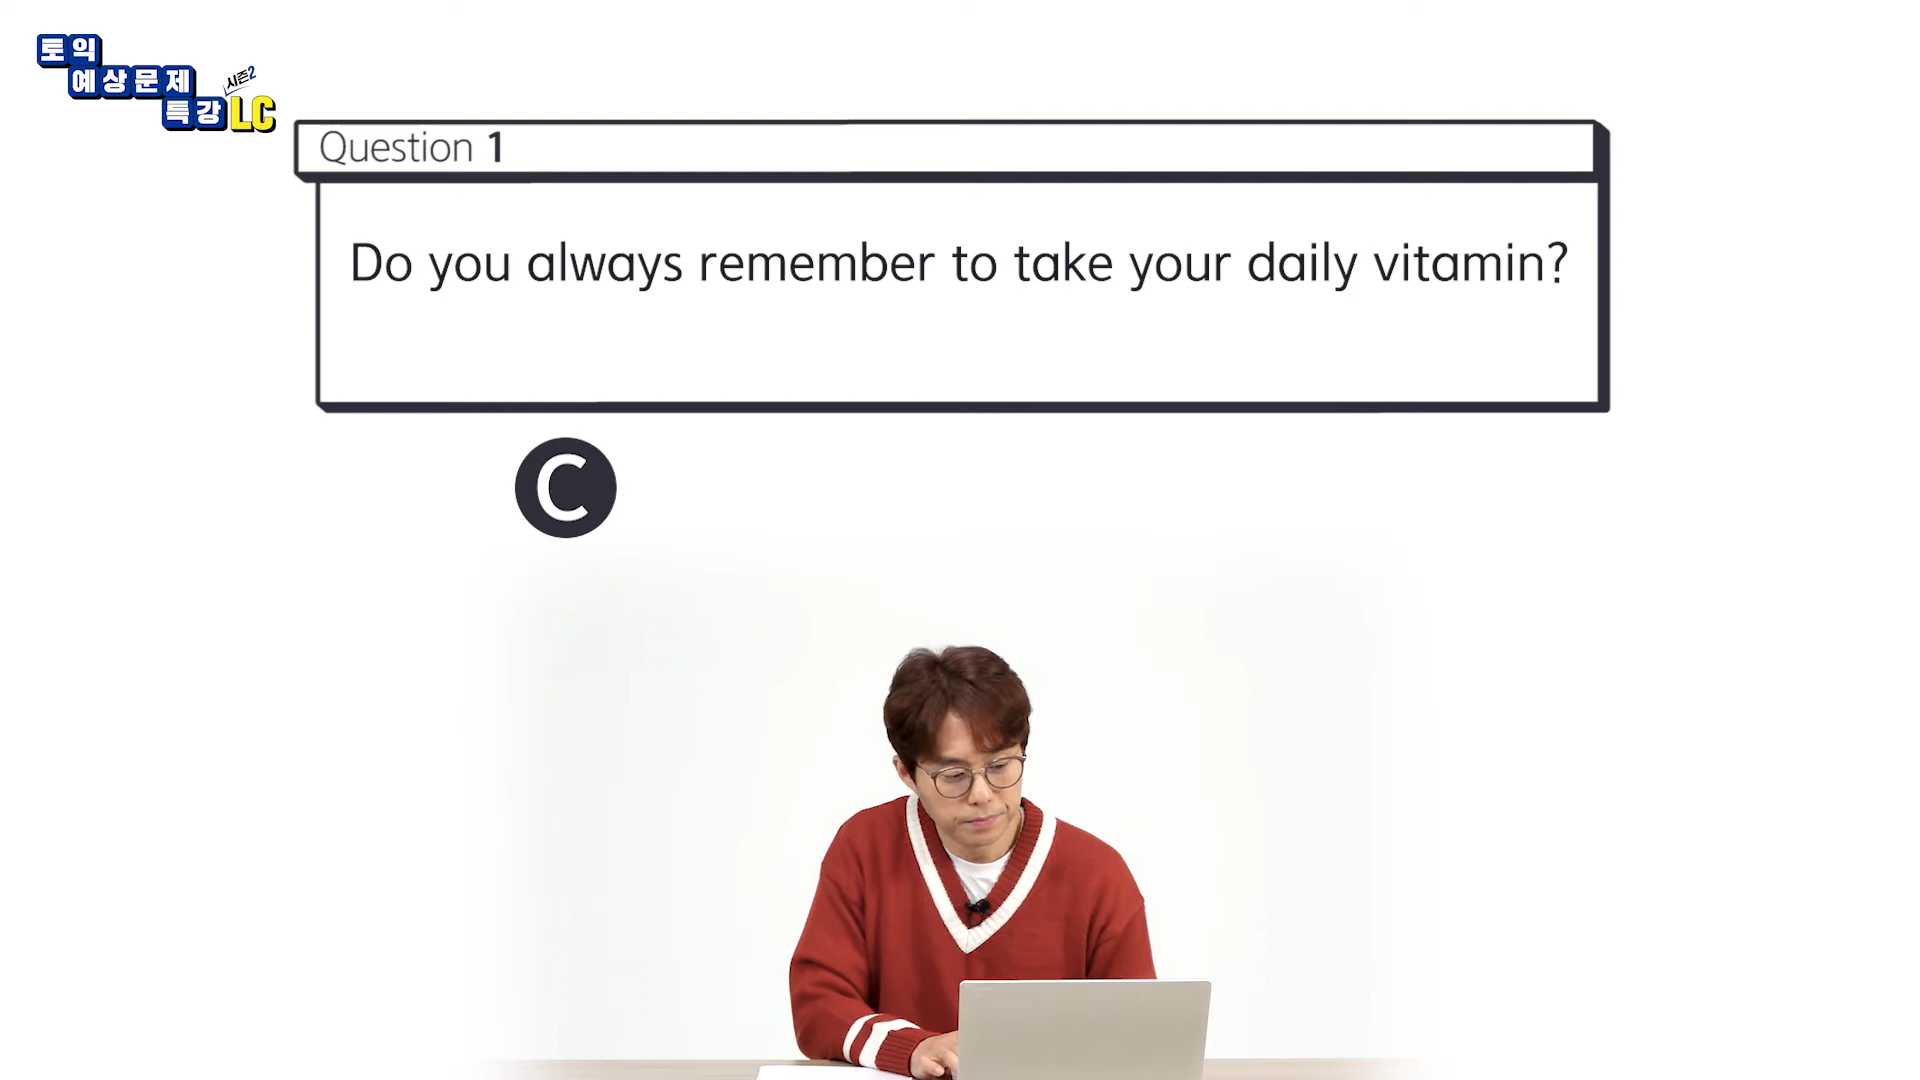 토익
예상문제
특강 LC
시즌2
Question 1
Do you always remember to take your daily vitamin?
C